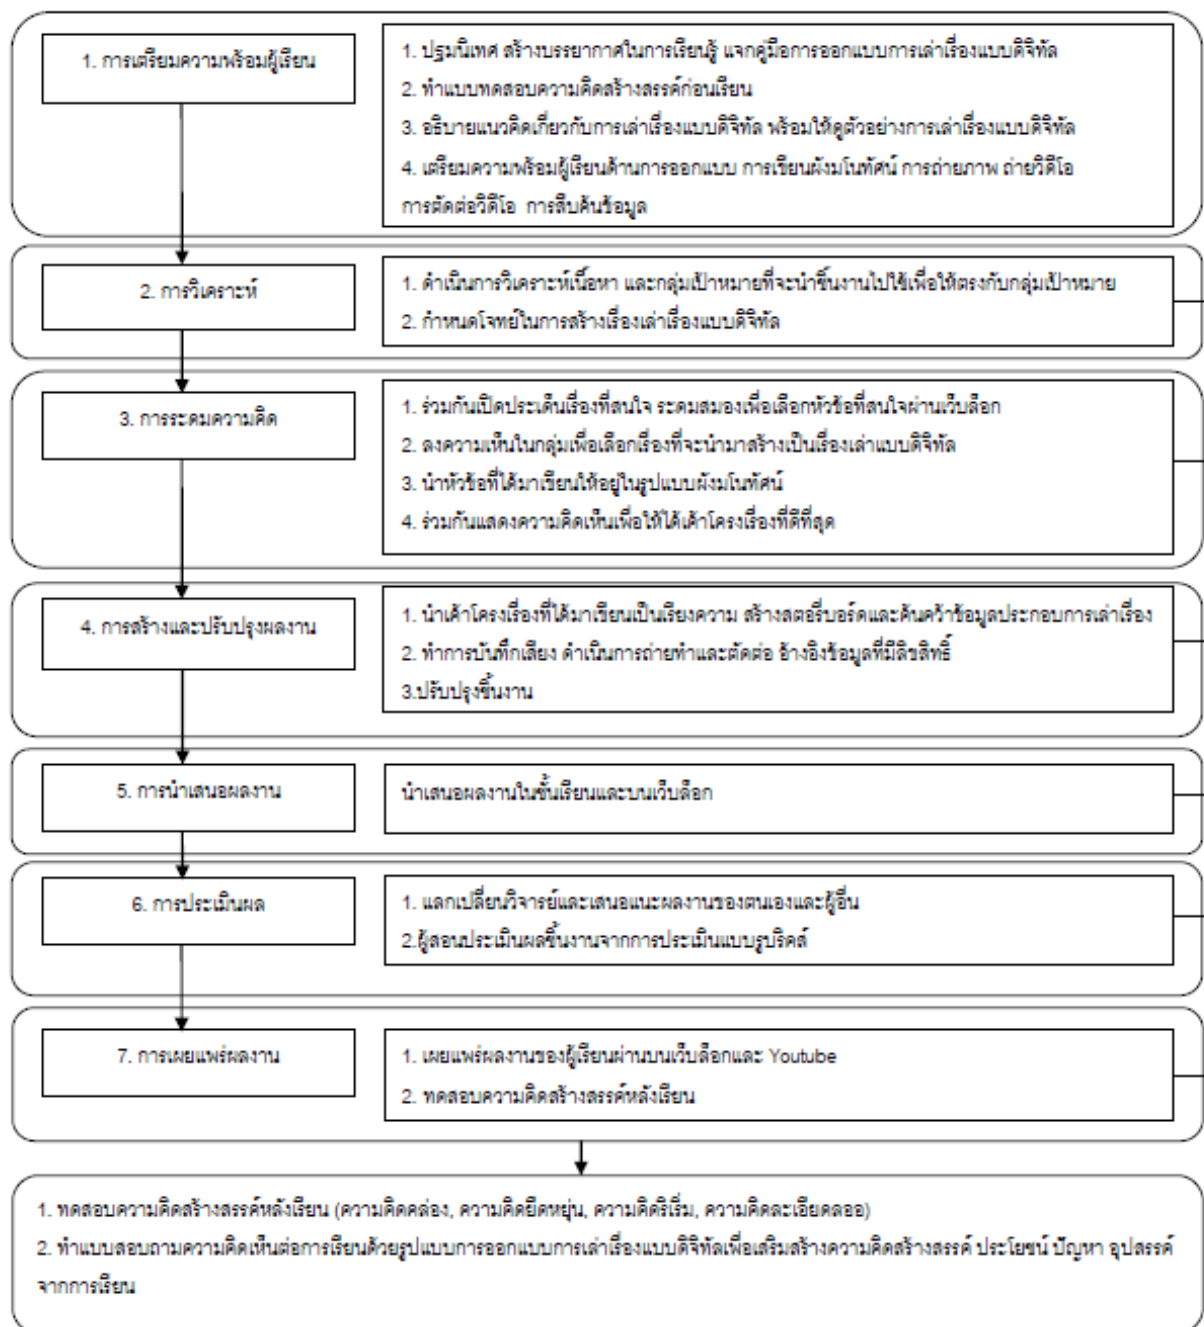 1. การเตรียมความพร้อมผู้เรียน
1. ปฐมนิเทศ สร้างบรรยากาศในการเรียนรู้ แจกคู่มือการออกแบบการเล่าเรื่องแบบดิจิทัล
2. ทำแบบทดสอบความคิดสร้างสรรค์ก่อนเรียน
3. อธิบายแนวคิดเกี่ยวกับการเล่าเรื่องแบบดิจิทัล พร้อมให้ดูตัวอย่างการเล่าเรื่องแบบดิจิทัล
4. เตรียมความพร้อมผู้เรียนด้านการออกแบบ การเขียนผังมโนทัศน์ การถ่ายภาพ ถ่ายวิดีโอ
การตัดต่อวิดีโอ การสืบค้นข้อมูล
2. การวิเคราะห์
1. ดำเนินการวิเคราะห์เนื้อหา และกลุ่มเป้าหมายที่จะนำชิ้นงานไปใช้เพื่อให้ตรงกับกลุ่มเป้าหมาย
2. กำหนดโจทย์ในการสร้างเรื่องเล่าเรื่องแบบดิจิทัล
3. การระดมความคิด
1. ร่วมกันเปิดประเด็นเรื่องที่สนใจ ระดมสมองเพื่อเลือกหัวข้อที่สนใจผ่านเว็บล็อก
2. ลงความเห็นในกลุ่มเพื่อเลือกเรื่องที่จะนำมาสร้างเป็นเรื่องเล่าแบบดิจิทัล
3. นำหัวข้อที่ได้มาเขียนให้อยู่ในรูปแบบผังมโนทัศน์
4. ร่วมกันแสดงความคิดเห็นเพื่อให้ได้เค้าโครงเรื่องที่ดีที่สุด
4. การสร้างและปรับปรุงผลงาน
1. นำเค้าโครงเรื่องที่ได้มาเขียนเป็นเรียงความ สร้างสตอรี่บอร์ดและค้นคว้าข้อมูลประกอบการเล่าเรื่อง
2. ทำการบันทึกเสียง ดำเนินการถ่ายทำและตัดต่อ อ้างอิงข้อมูลที่มีลิขสิทธิ์
3.ปรับปรุงชิ้นงาน
5. การนำเสนอผลงาน
นำเสนอผลงานในชั้นเรียนและบนเว็บล็อก
6. การประเมินผล
1. แลกเปลี่ยนวิจารย์และเสนอแนะผลงานของตนเองและผู้อื่น
2.ผู้สอนประเมินผลชิ้นงานจากการประเมินแบบรูบริคส์
7. การเผยแพร่ผลงาน
1. เผยแพร่ผลงานของผู้เรียนผ่านบนเว็บล็อกและ Youtube
2. ทดสอบความคิดสร้างสรรค์หลังเรียน
1. ทดสอบความคิดสร้างสรรค์หลังเรียน (ความคิดคล่อง, ความคิดยืดหยุ่น, ความคิดริเริ่ม, ความคิดละเอียดลออ)
2. ทำแบบสอบถามความคิดเห็นต่อการเรียนด้วยรูปแบบการออกแบบการเล่าเรื่องแบบดิจิทัลเพื่อเสริมสร้างความคิดสร้างสรรค์ ประโยชน์ ปัญหา อุปสรรค์
จากการเรียน